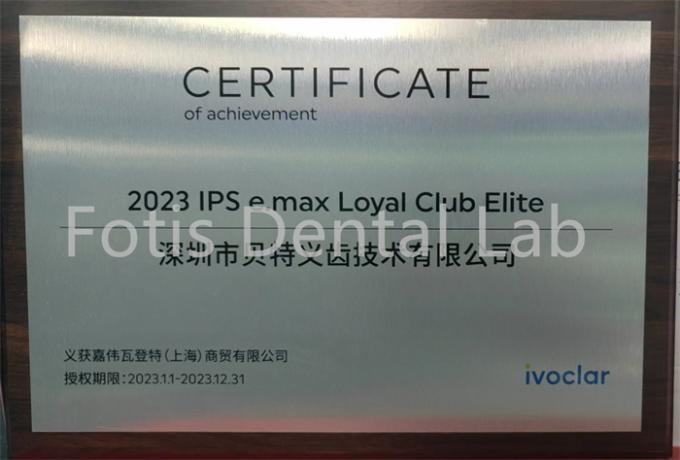 CERTIFICATE
of achievement
2023 IPS e.max Loyal Club Elite
Fotis Dental Lab
深圳市贝特义齿技术有限公司
义获嘉伟瓦登特(上海)商贸有限公司
授权期限:2023.1.1-2023.12.31
ivoclar